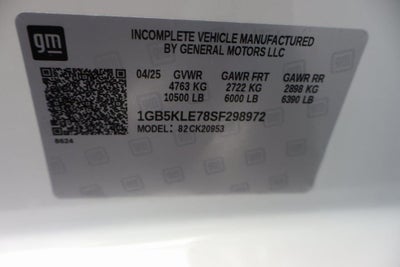 gm
INCOMPLETE VEHICLE MANUFACTURED
BY GENERAL MOTORS LLC
04/25 GVWR GAWR FRT GAWR RR
4763 KG 2722 KG 2898 KG
10500 LB 6000 LB 6390 LB
1GB5KLE78SF298972
MODEL: 82CK20953